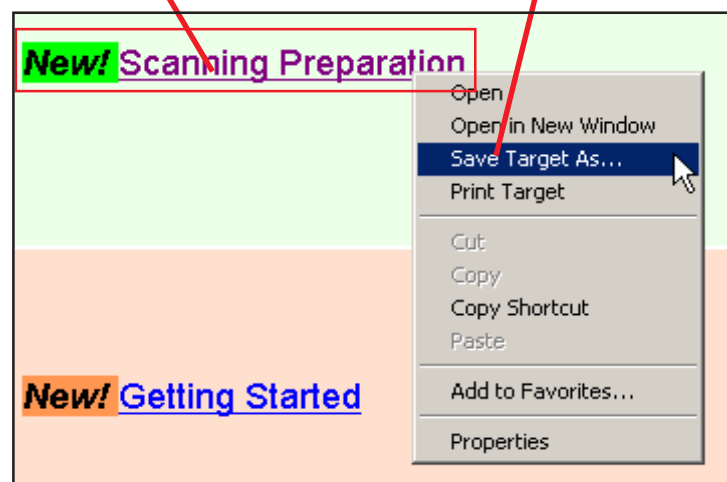 New! Scanning Preparation
Open
Open in New Window
Save Target As...
Print Target
Cut
Copy
Copy Shortcut
Paste
Add to Favorites...
Properties
New! Getting Started